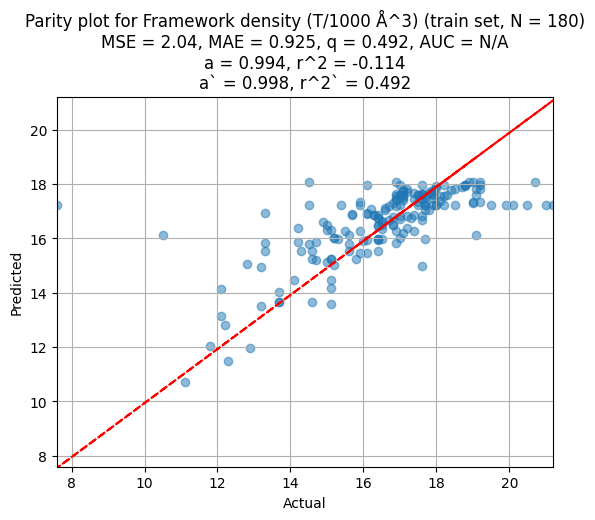 Parity plot for Framework density (T/1000 Å^3) (train set, N = 180)
MSE = 2.04, MAE = 0.925, q = 0.492, AUC = N/A
a = 0.994, r^2 = -0.114
a` = 0.998, r^2` = 0.492
20
18
16
14
12
10
8
Predicted
8 10 12 14 16 18 20
Actual